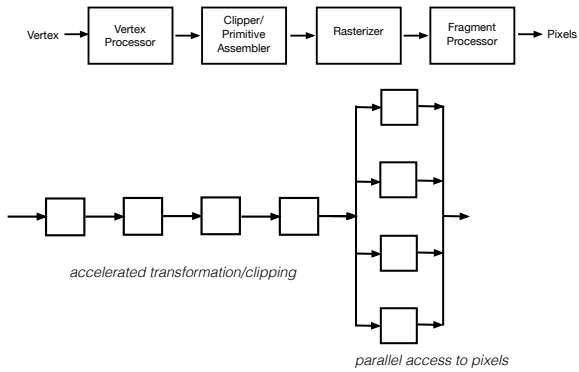 Vertex
Vertex
Processor
Clipper/
Primitive
Assembler
Rasterizer
Fragment
Processor
Pixels
accelerated transformation/clipping
parallel access to pixels